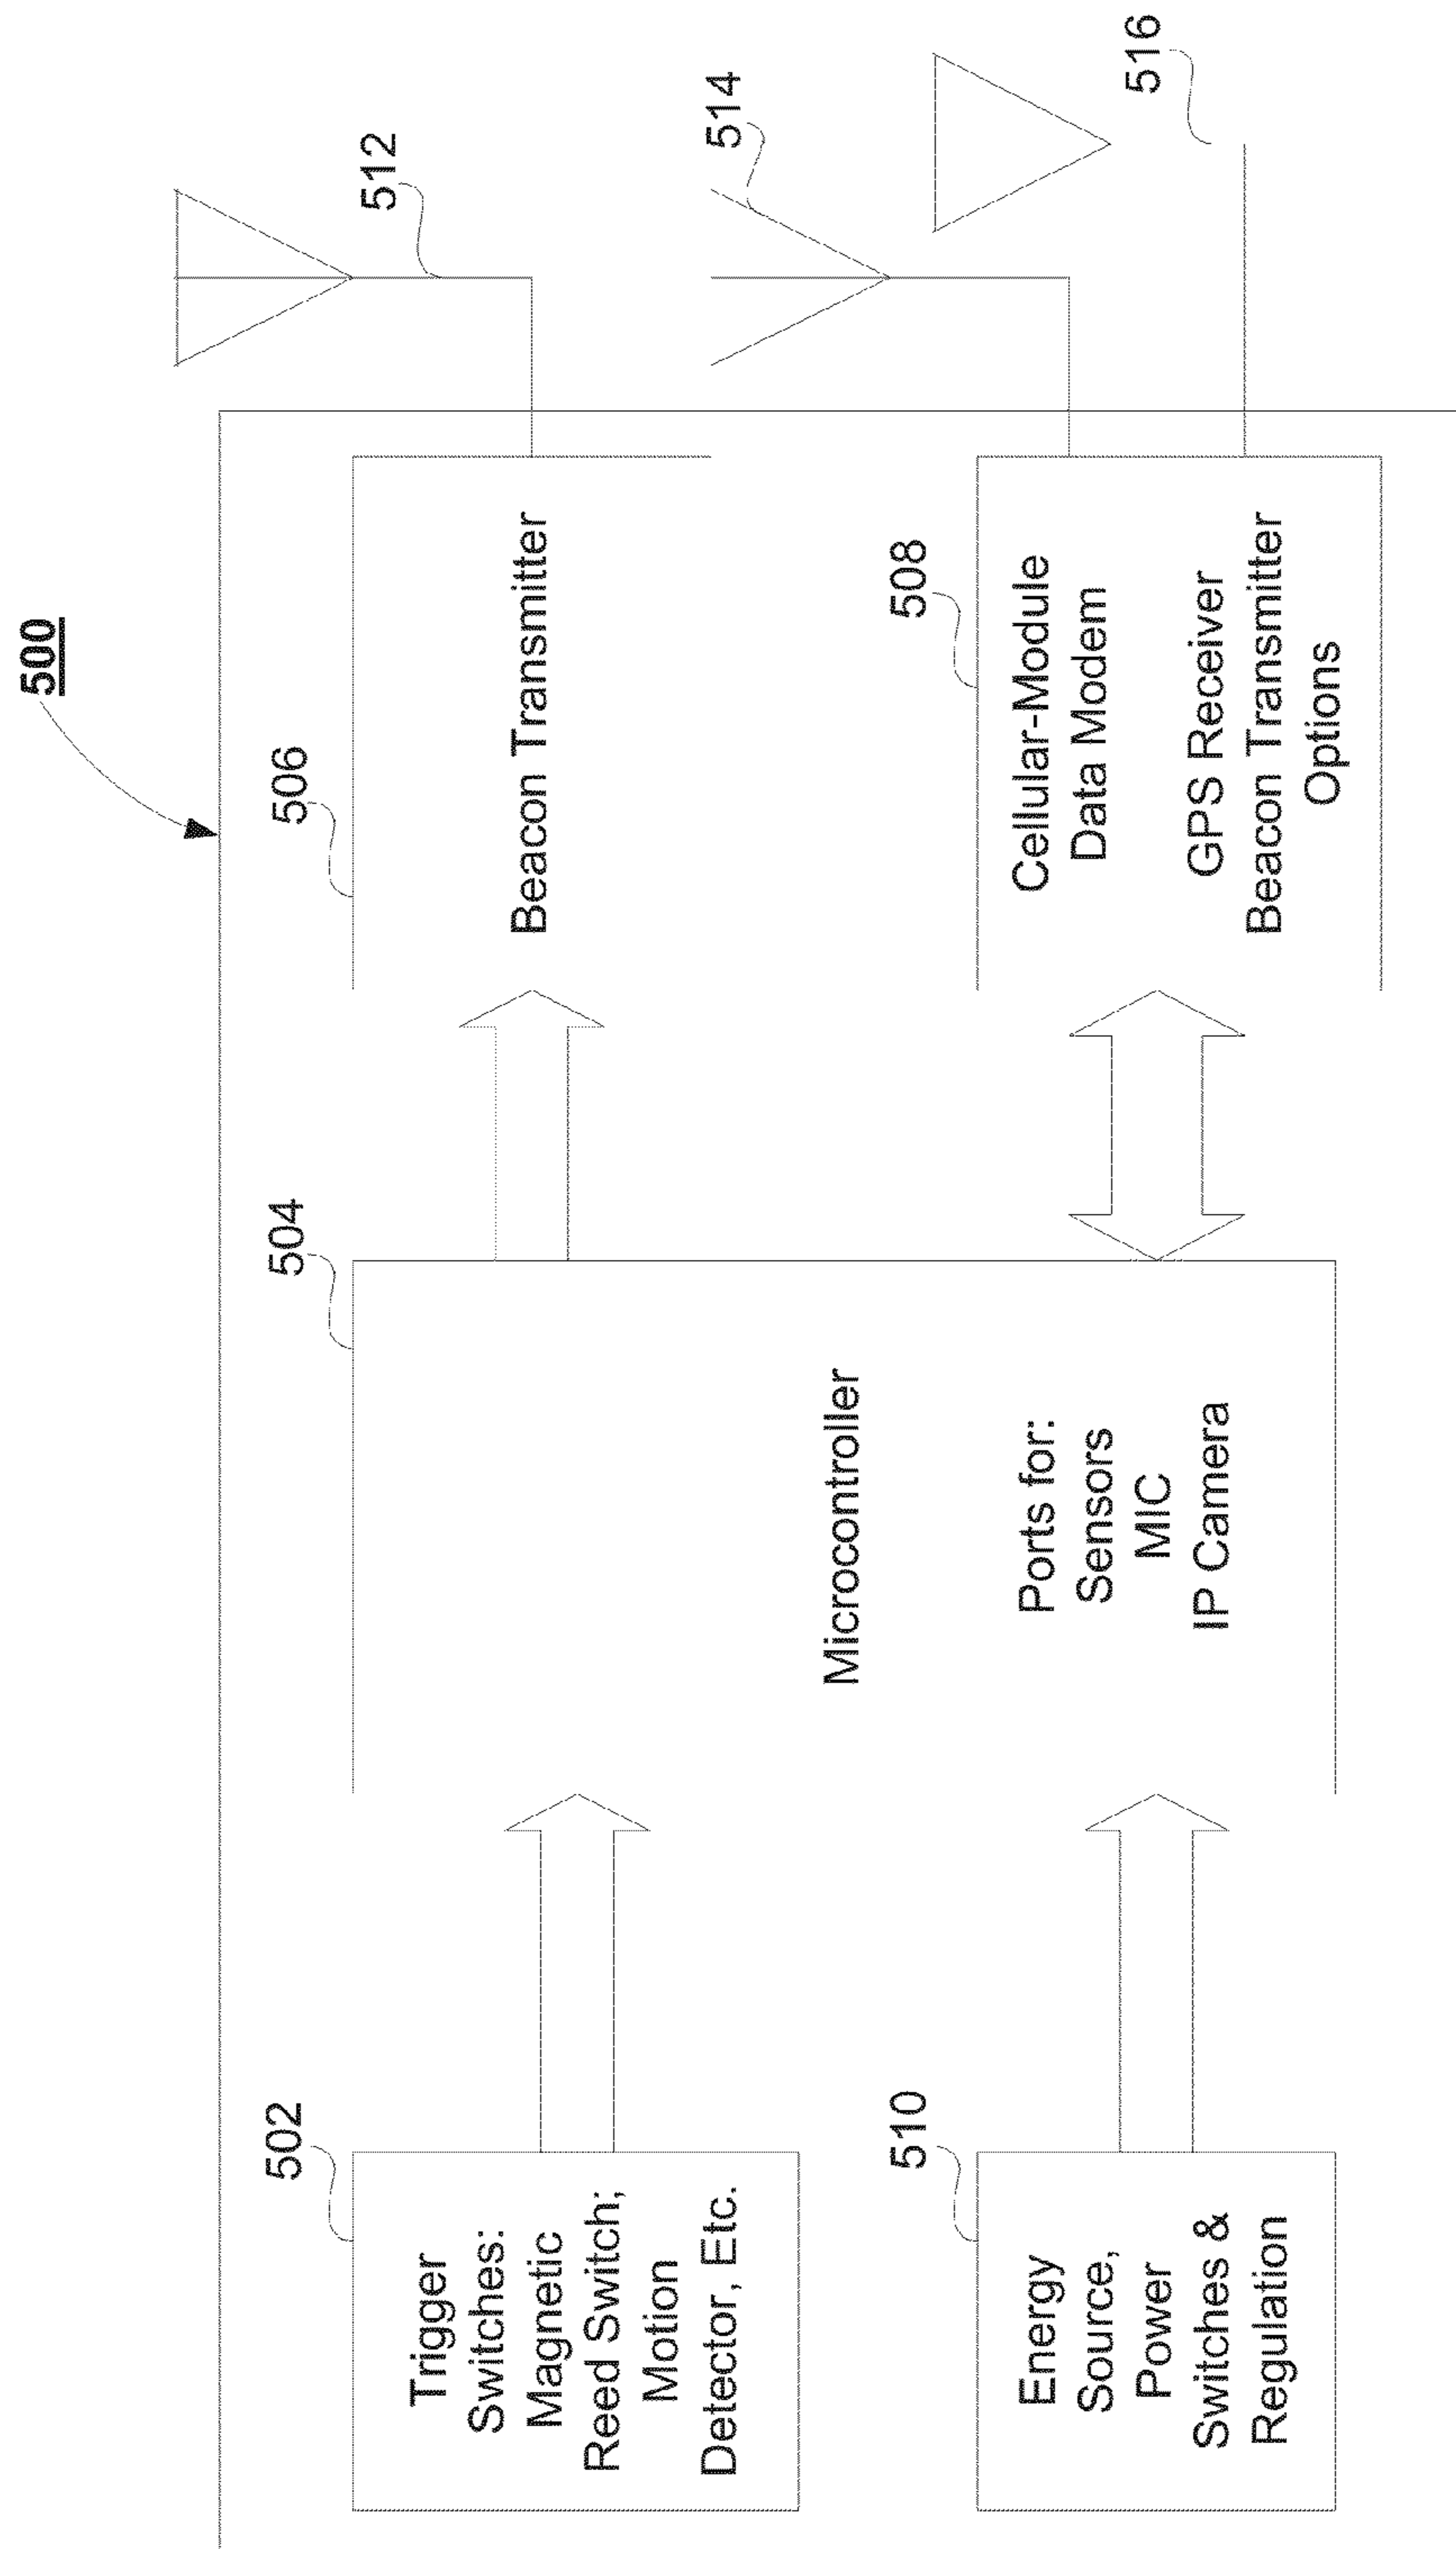 500
502
Trigger
Switches:
Magnetic
Reed Switch;
Motion
Detector, Etc.
504
Microcontroller
Ports for:
Sensors
MIC
IP Camera
506
Beacon Transmitter
512
514
516
510
Energy
Source,
Power
Switches &
Regulation
508
Cellular-Module
Data Modem
GPS Receiver
Beacon Transmitter
Options